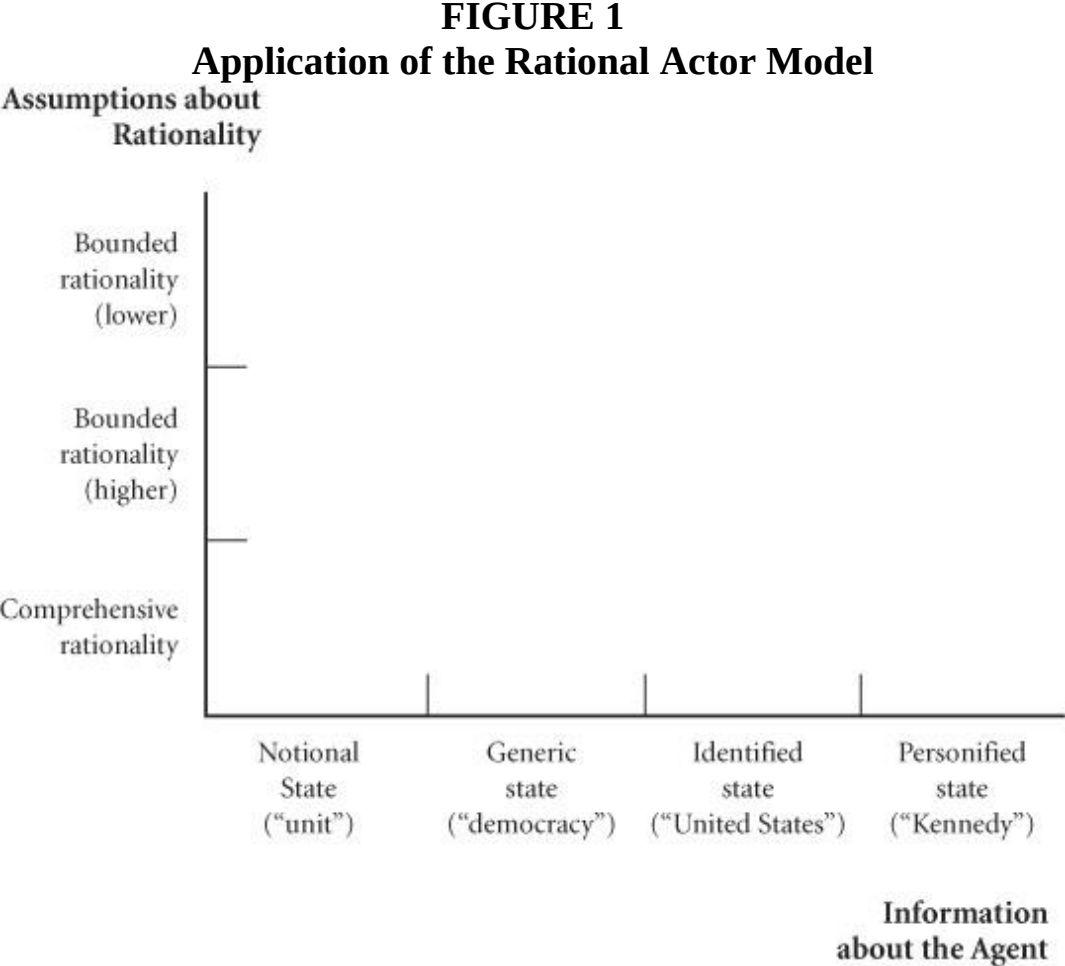 FIGURE 1
Application of the Rational Actor Model
Assumptions about
Rationality
Bounded
rationality
(lower)
Bounded
rationality
(higher)
Comprehensive
rationality
Notional
State
(“unit”)
Generic
state
(“democracy”)
Identified
state
(“United States”)
Personified
state
(“Kennedy”)
Information
about the Agent